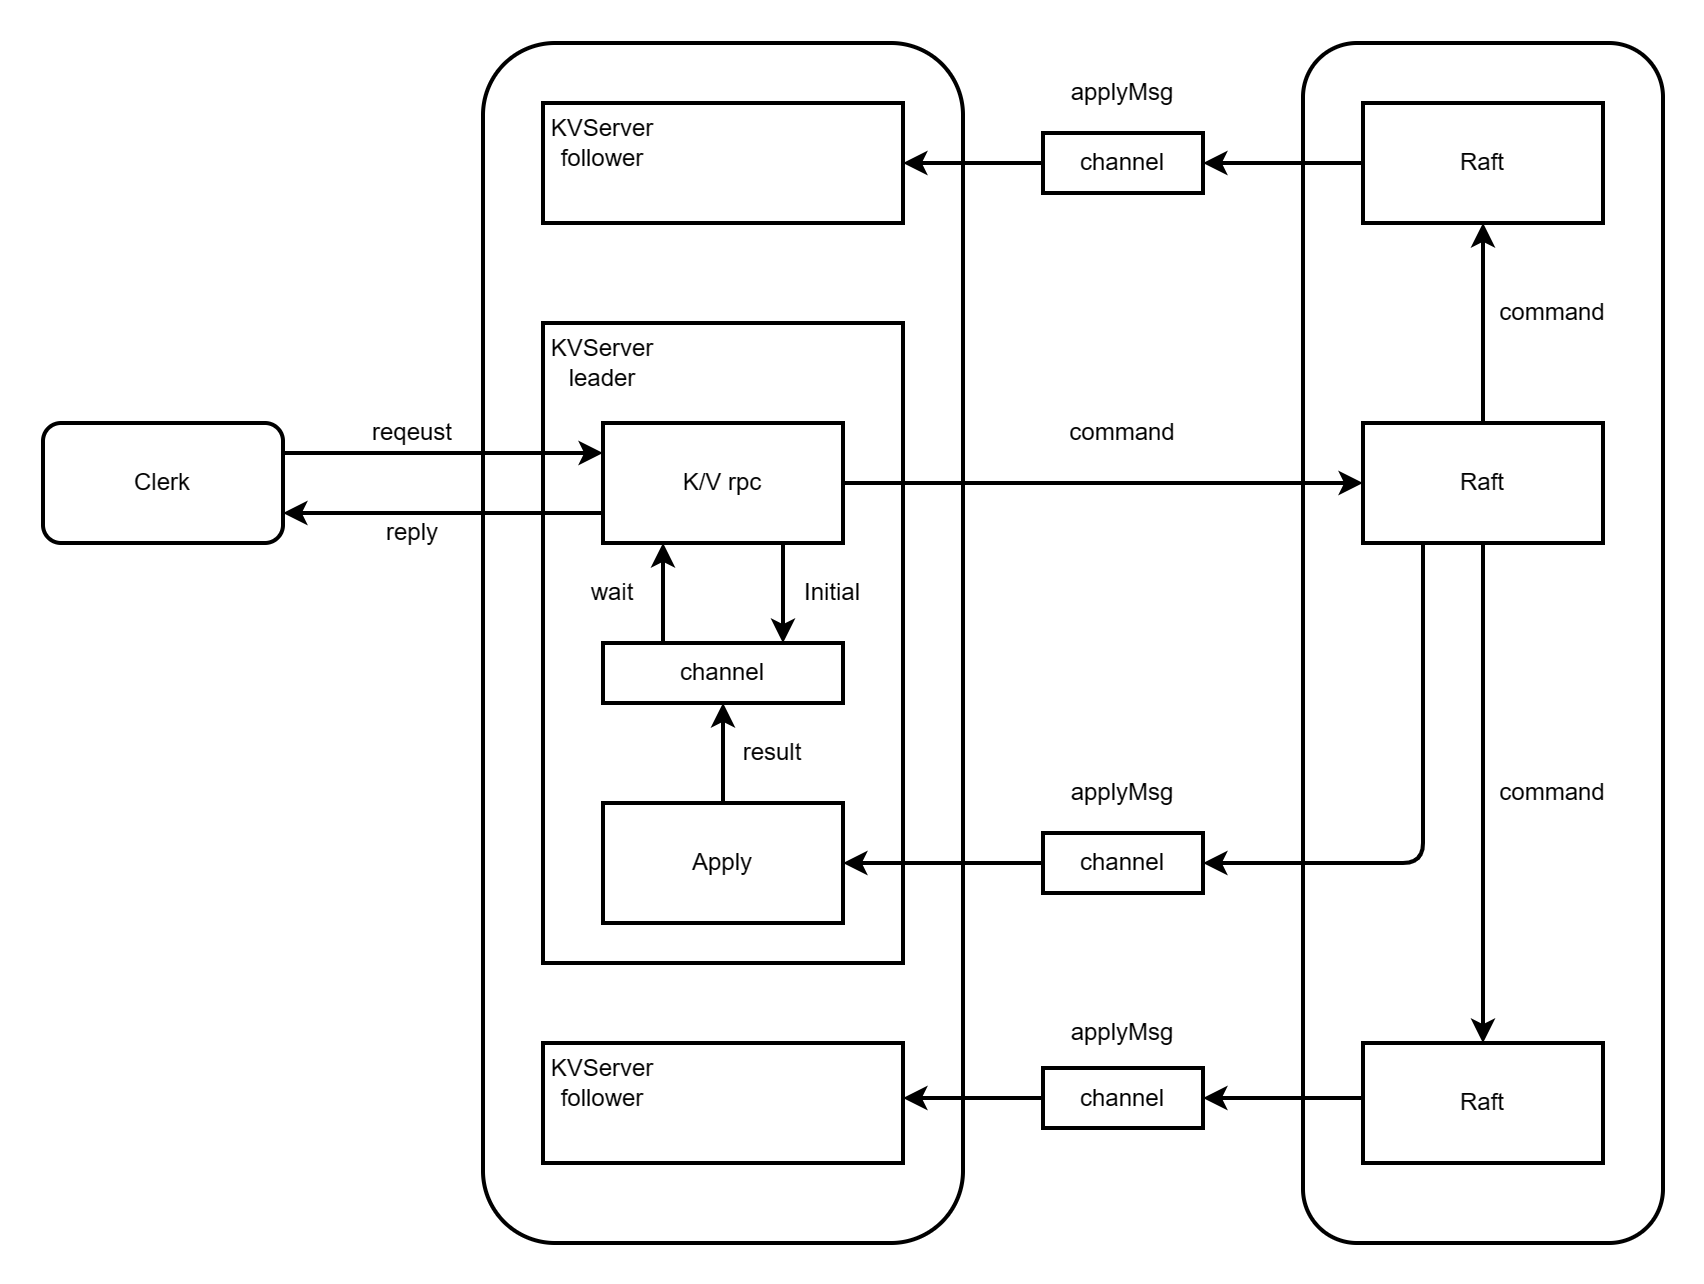 applyMsg
KVServer
follower
channel
Raft
command
KVServer
leader
reqeust
command
Clerk
K/V rpc
Raft
reply
wait
Initial
channel
result
applyMsg
command
Apply
channel
applyMsg
KVServer
follower
channel
Raft